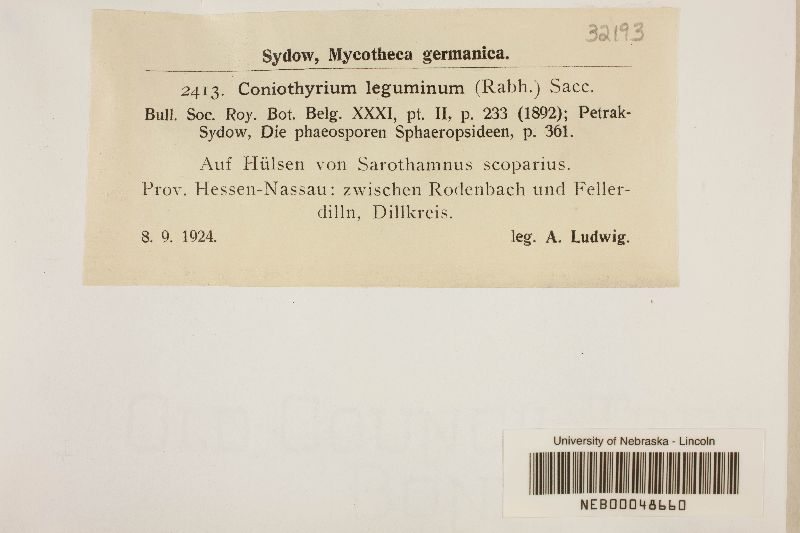 32193
Sydow, Mycotheca germanica.
2413. Coniothyrium leguminum (Rabh.) Sacc.
Bull. Soc. Roy. Bot. Belg. XXXI, pt. II, p. 233 (1892); Petrak-
Sydow, Die phaeosporen Sphaeropsideen, p. 361.
Auf Hülsen von Sarothamnus scoparius.
Prov. Hessen-Nassau: zwischen Rodenbach und Feller-
dilln, Dillkreis.
8. 9. 1924. leg. A. Ludwig.
University of Nebraska - Lincoln
NEB00048660